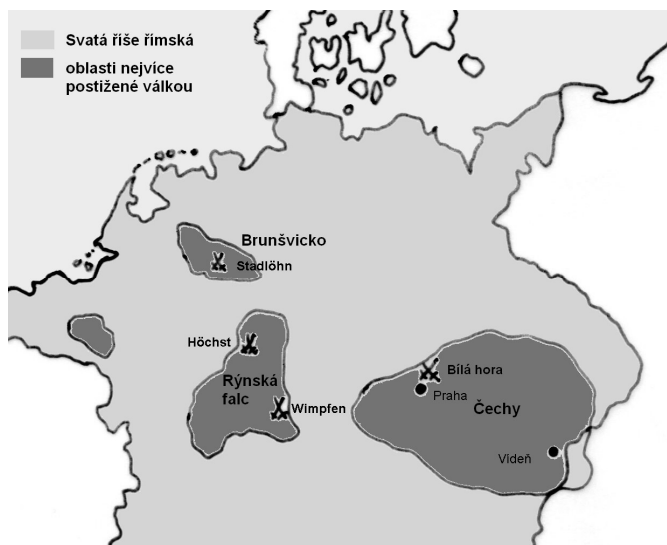 Svatá říše římská
oblasti nejvíce
postižené válkou
Brunšvicko
Stadlöhn
Höchst
Rýnská
falc
Wimpfen
Bílá hora
Praha
Čechy
Vídeň